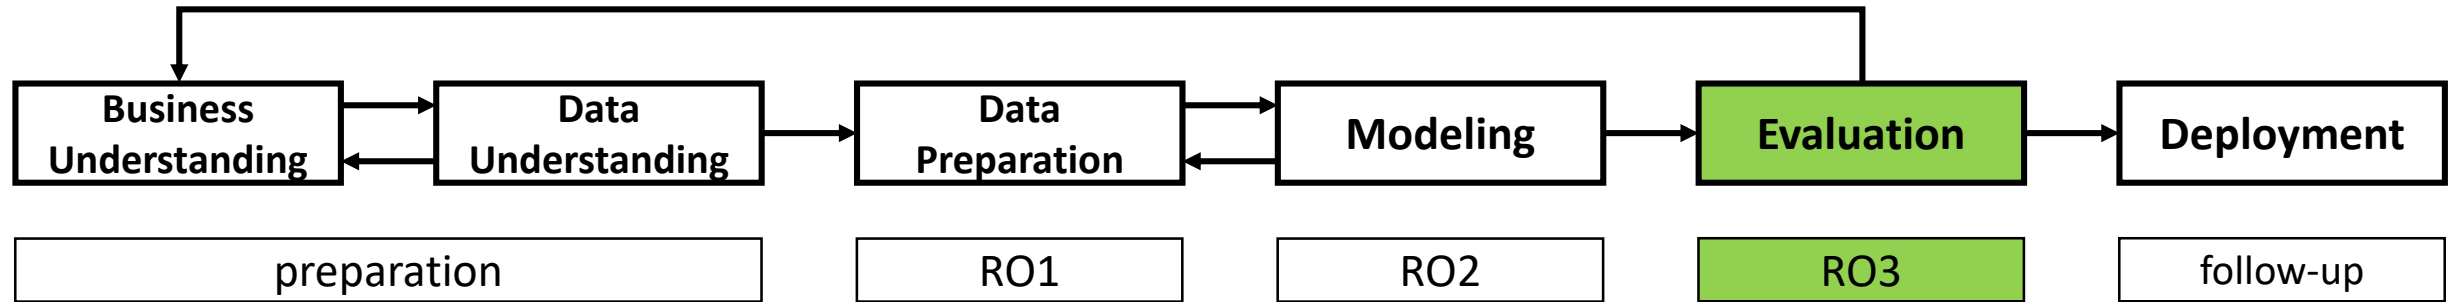 Business
Understanding
Data
Understanding
Data
Preparation
Modeling
Evaluation
Deployment
preparation
RO1
RO2
RO3
follow-up